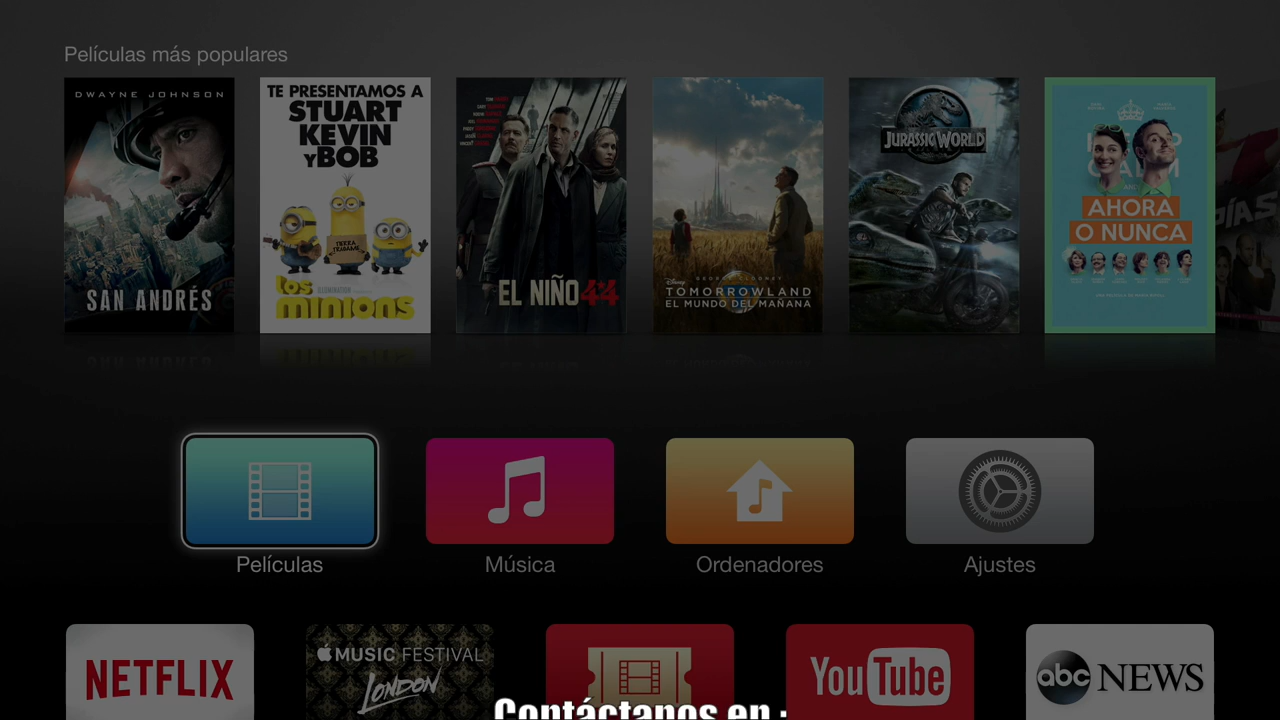 Películas más populares
DWAYNE JOHNSON
SAN ANDRÉS
TE PRESENTAMOS A
STUART
KEVIN
Y BOB
los
minions
EL NIÑO 44
Disney
TOMORROWLAND
EL MUNDO DEL MAÑANA
JURASSIC WORLD
AHORA
O NUNCA
DÍAS
Películas
Música
Ordenadores
Ajustes
NETFLIX
MUSIC FESTIVAL
LONDON
YouTube
abc NEWS
Contáctanos en :